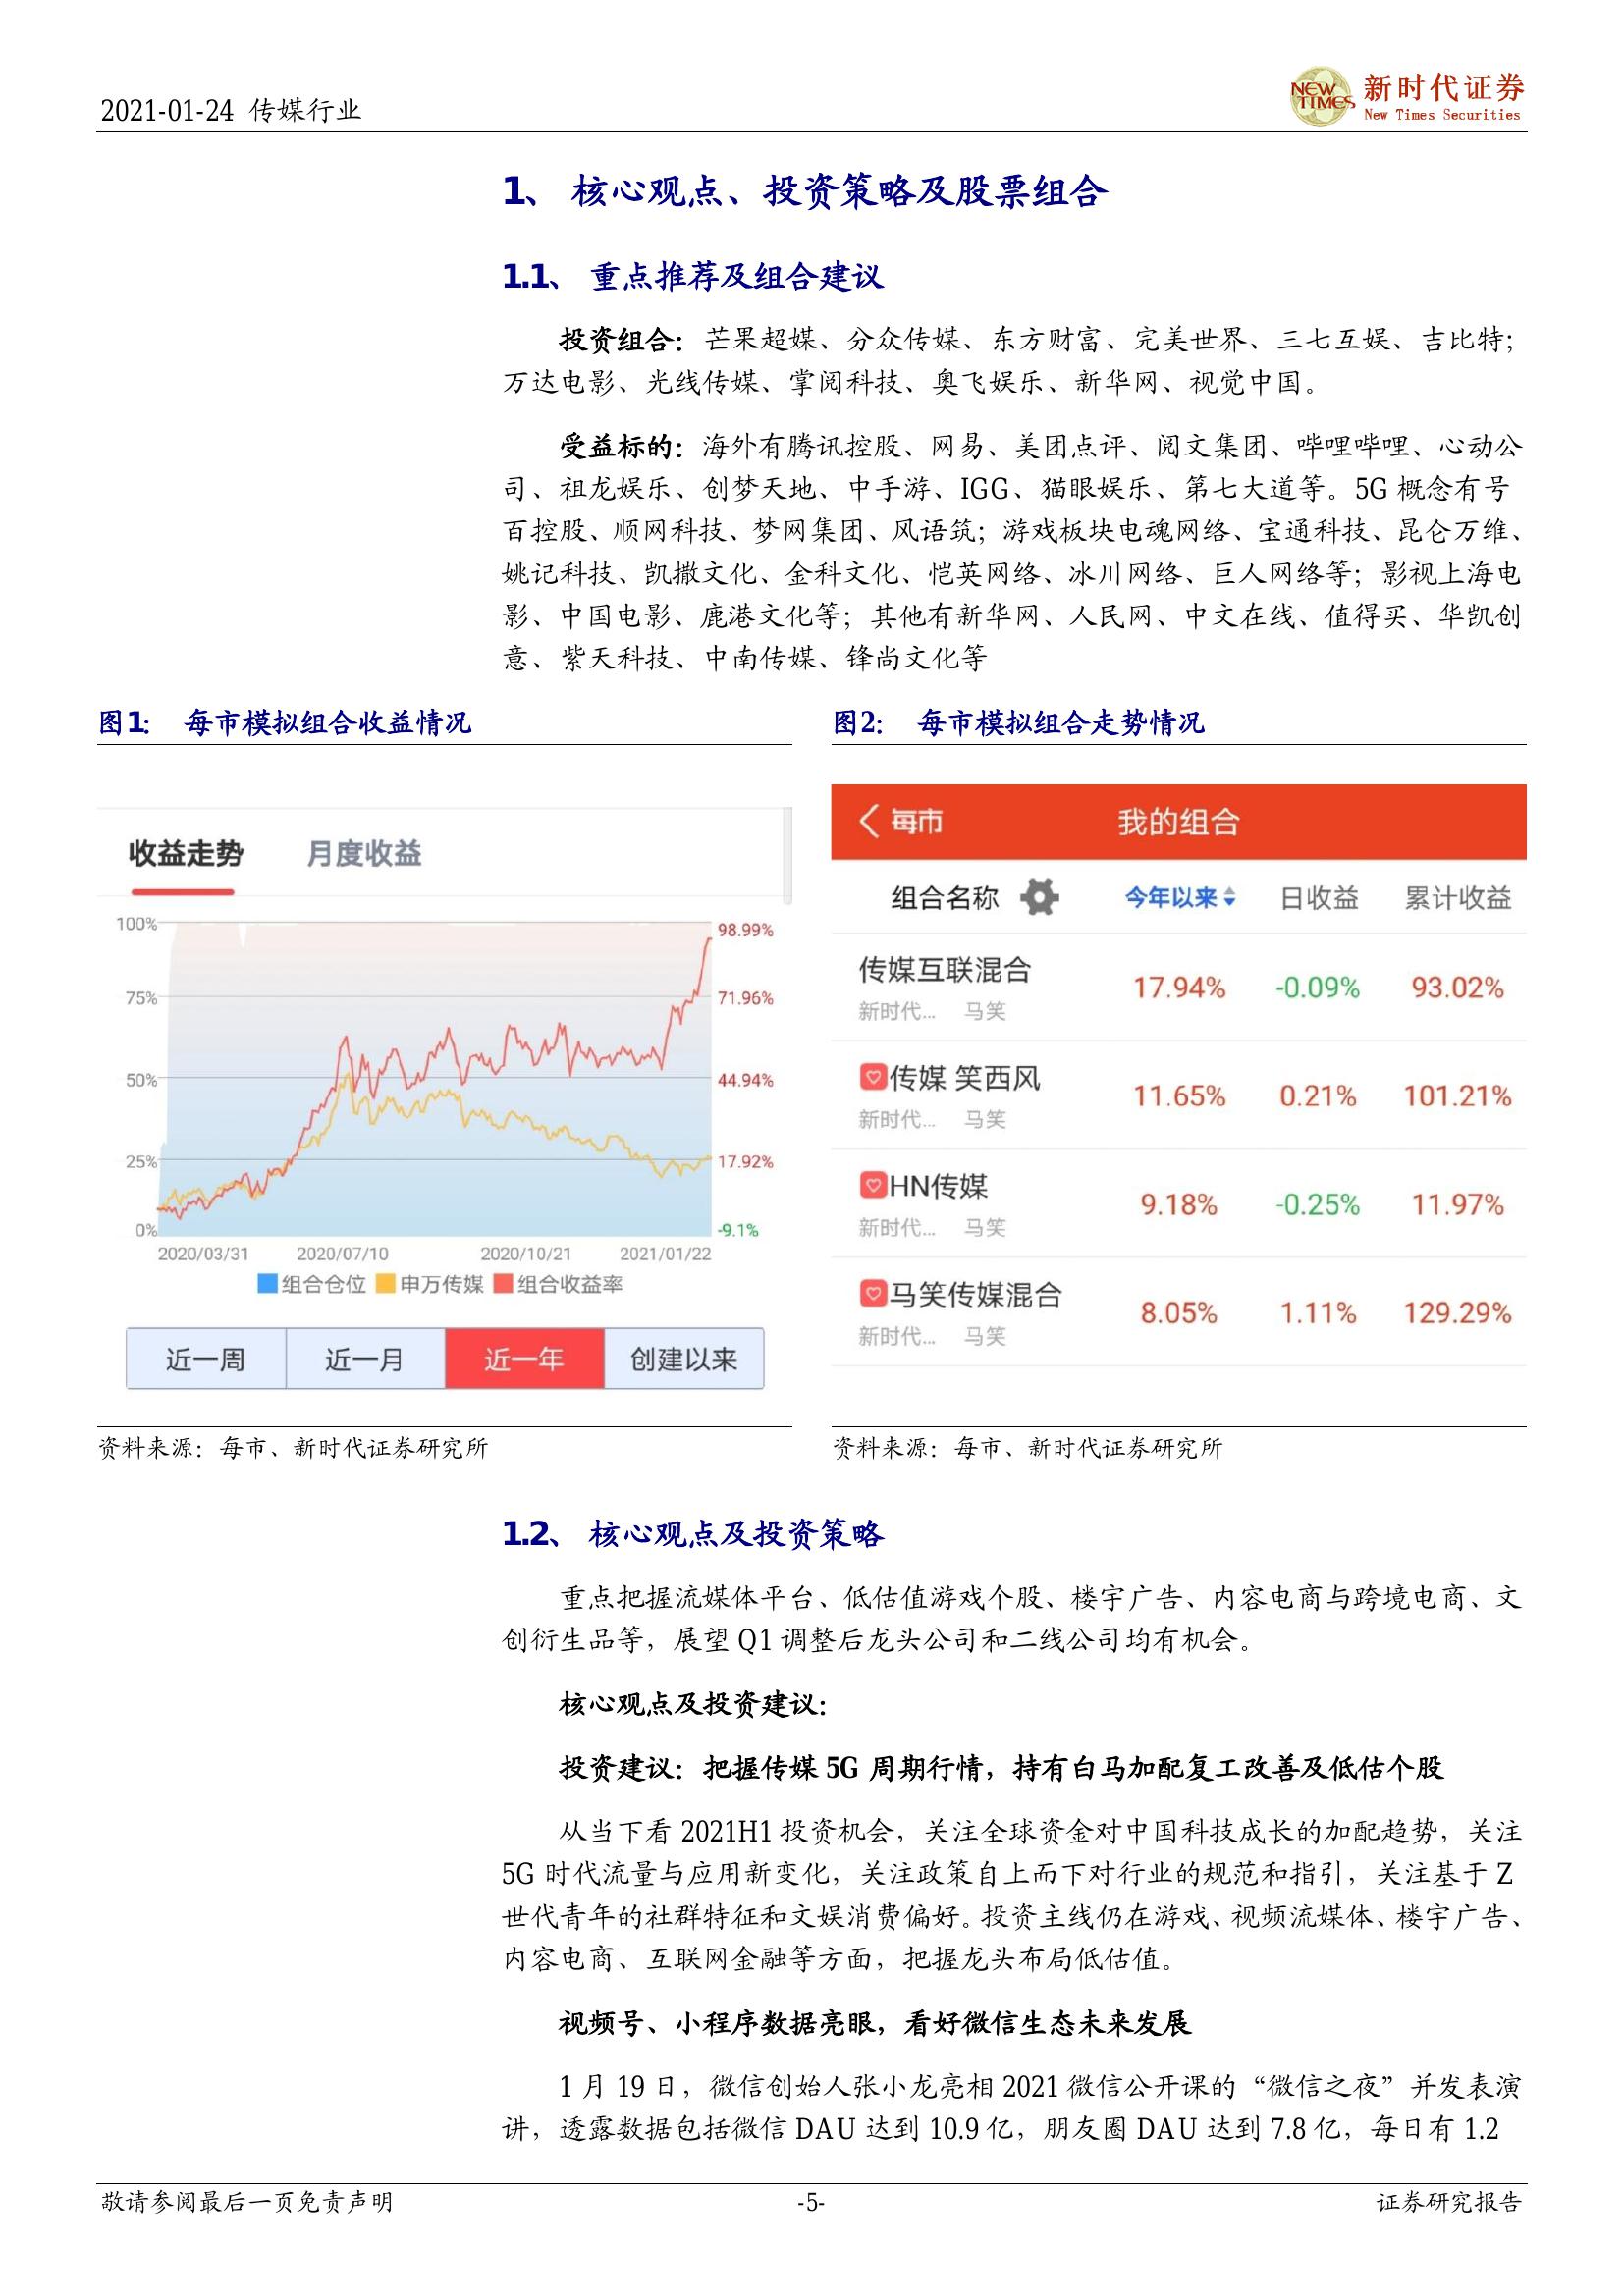 2021-01-24 传媒行业
NEW TIMES
新时代证券
New Times Securities
1、 核心观点、投资策略及股票组合
1.1、 重点推荐及组合建议
投资组合：芒果超媒、分众传媒、东方财富、完美世界、三七互娱、吉比特；
万达电影、光线传媒、掌阅科技、奥飞娱乐、新华网、视觉中国。
受益标的：海外有腾讯控股、网易、美团点评、阅文集团、哔哩哔哩、心动公
司、祖龙娱乐、创梦天地、中手游、IGG、猫眼娱乐、第七大道等。5G 概念有号
百控股、顺网科技、梦网集团、风语筑；游戏板块电魂网络、宝通科技、昆仑万维、
姚记科技、凯撒文化、金科文化、恺英网络、冰川网络、巨人网络等；影视上海电
影、中国电影、鹿港文化等；其他有新华网、人民网、中文在线、值得买、华凯创
意、紫天科技、中南传媒、锋尚文化等
图1： 每市模拟组合收益情况
收益走势 月度收益
100% 98.99%
75% 71.96%
50% 44.94%
25% 17.92%
0% -9.1%
2020/03/31 2020/07/10 2020/10/21 2021/01/22
组合仓位 申万传媒 组合收益率
近一周 近一月 近一年 创建以来
资料来源：每市、新时代证券研究所
图2： 每市模拟组合走势情况
每市 我的组合
组合名称 今年以来 日收益 累计收益
传媒互联混合 17.94% -0.09% 93.02%
新时代... 马笑
传媒 笑西风 11.65% 0.21% 101.21%
新时代... 马笑
HN传媒 9.18% -0.25% 11.97%
新时代... 马笑
马笑传媒混合 8.05% 1.11% 129.29%
新时代... 马笑
资料来源：每市、新时代证券研究所
1.2、 核心观点及投资策略
重点把握流媒体平台、低估值游戏个股、楼宇广告、内容电商与跨境电商、文
创衍生品等，展望 Q1 调整后龙头公司和二线公司均有机会。
核心观点及投资建议：
投资建议：把握传媒 5G 周期行情，持有白马加配复工改善及低估个股
从当下看 2021H1 投资机会，关注全球资金对中国科技成长的加配趋势，关注
5G 时代流量与应用新变化，关注政策自上而下对行业的规范和指引，关注基于 Z
世代青年的社群特征和文娱消费偏好。投资主线仍在游戏、视频流媒体、楼宇广告、
内容电商、互联网金融等方面，把握龙头布局低估值。
视频号、小程序数据亮眼，看好微信生态未来发展
1 月 19 日，微信创始人张小龙亮相 2021 微信公开课的“微信之夜”并发表演
讲，透露数据包括微信 DAU 达到 10.9 亿，朋友圈 DAU 达到 7.8 亿，每日有 1.2
敬请参阅最后一页免责声明 -5- 证券研究报告